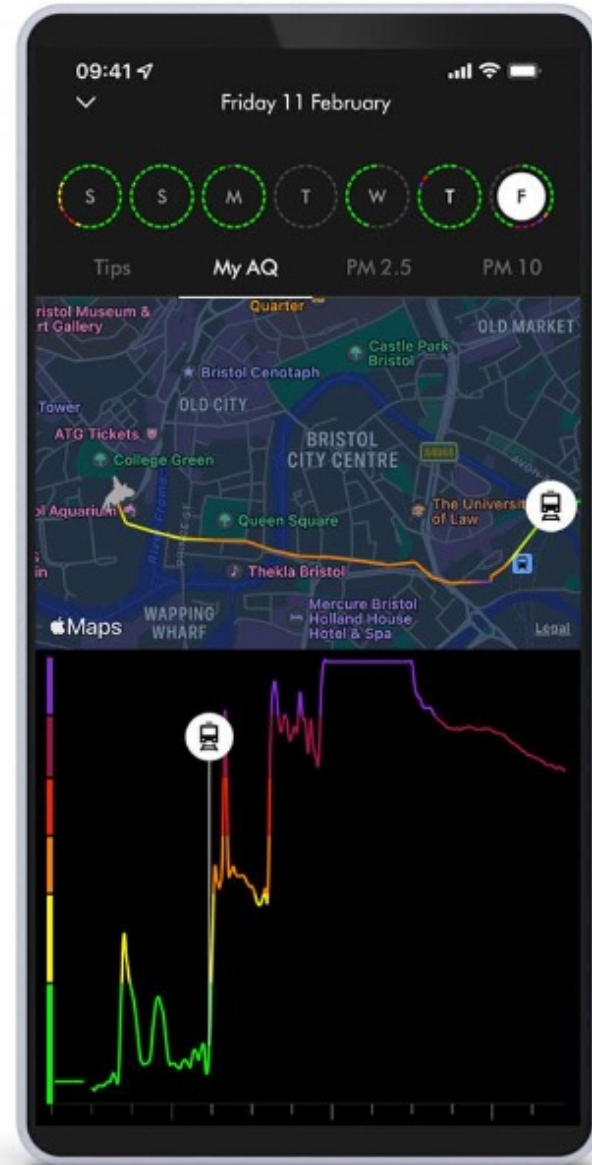 09:41
Friday 11 February
S S M T W T F
Tips My AQ PM 2.5 PM 10
Quarter
ristol Museum &
rt Gallery
OLD MARKET
Castle Park
Bristol
Bristol Cenotaph
Tower
OLD CITY
ATG Tickets
BRISTOL
CITY CENTRE
College Green
ol Aquarium
Queen Square
The Universi
of Law
Thekla Bristol
in
WAPPING
WHARF
Mercure Bristol
Holland House
Hotel & Spa
Maps
Legal